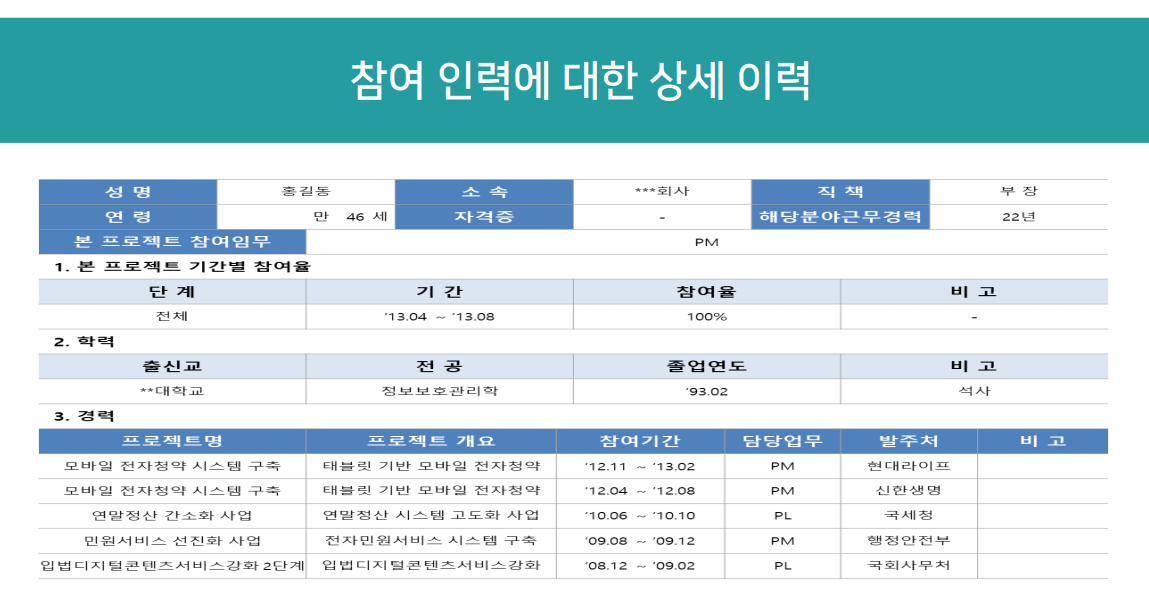 참여 인력에 대한 상세 이력
성 명 홍길동 소 속 ***회사 직 책 부 장
연 령 만 46 세 자격증 - 해당분야근무경력 22년
본 프로젝트 참여임무 PM
1. 본 프로젝트 기간별 참여율
단 계 기 간 참여율 비 고
전체 '13.04 ~ '13.08 100% -
2. 학력
출신교 전 공 졸업연도 비 고
**대학교 정보보호관리학 '93.02 석사
3. 경력
프로젝트명 프로젝트 개요 참여기간 담당업무 발주처 비 고
모바일 전자청약 시스템 구축 태블릿 기반 모바일 전자청약 '12.11 ~ '13.02 PM 현대라이프
모바일 전자청약 시스템 구축 태블릿 기반 모바일 전자청약 '12.04 ~ '12.08 PM 신한생명
연말정산 간소화 사업 연말정산 시스템 고도화 사업 '10.06 ~ '10.10 PL 국세청
민원서비스 선진화 사업 전자민원서비스 시스템 구축 '09.08 ~ '09.12 PM 행정안전부
입법디지털콘텐츠서비스강화 2단계 입법디지털콘텐츠서비스강화 '08.12 ~ '09.02 PL 국회사무처